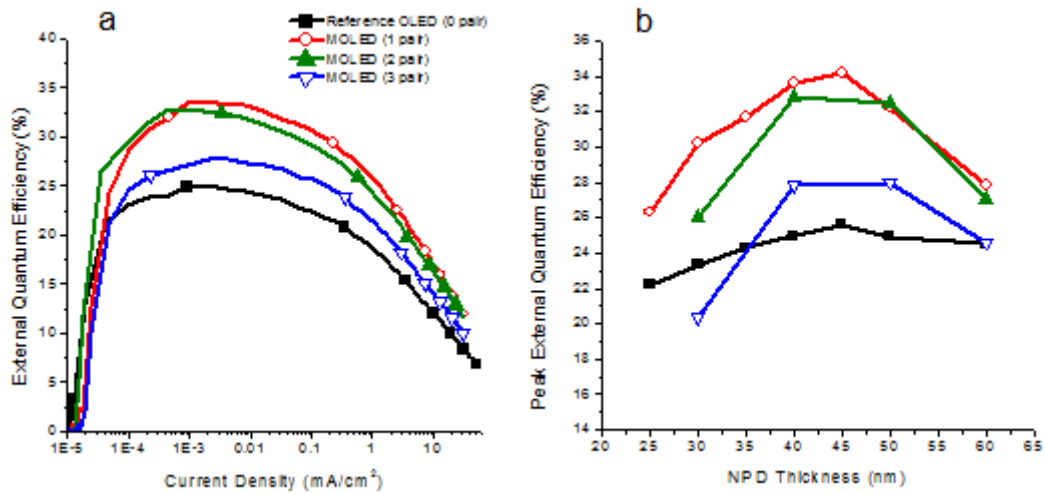 a
Reference OLED (0 pair)
MOLED (1 pair)
MOLED (2 pair)
MOLED (3 pair)
40
35
30
25
20
15
10
5
0
External Quantum Efficiency (%)
1E-5 1E-4 1E-3 0.01 0.1 1 10
Current Density (mA/cm²)
b
36
34
32
30
28
26
24
22
20
18
16
14
Peak External Quantum Efficiency (%)
20 25 30 35 40 45 50 55 60 65
NPD Thickness (nm)